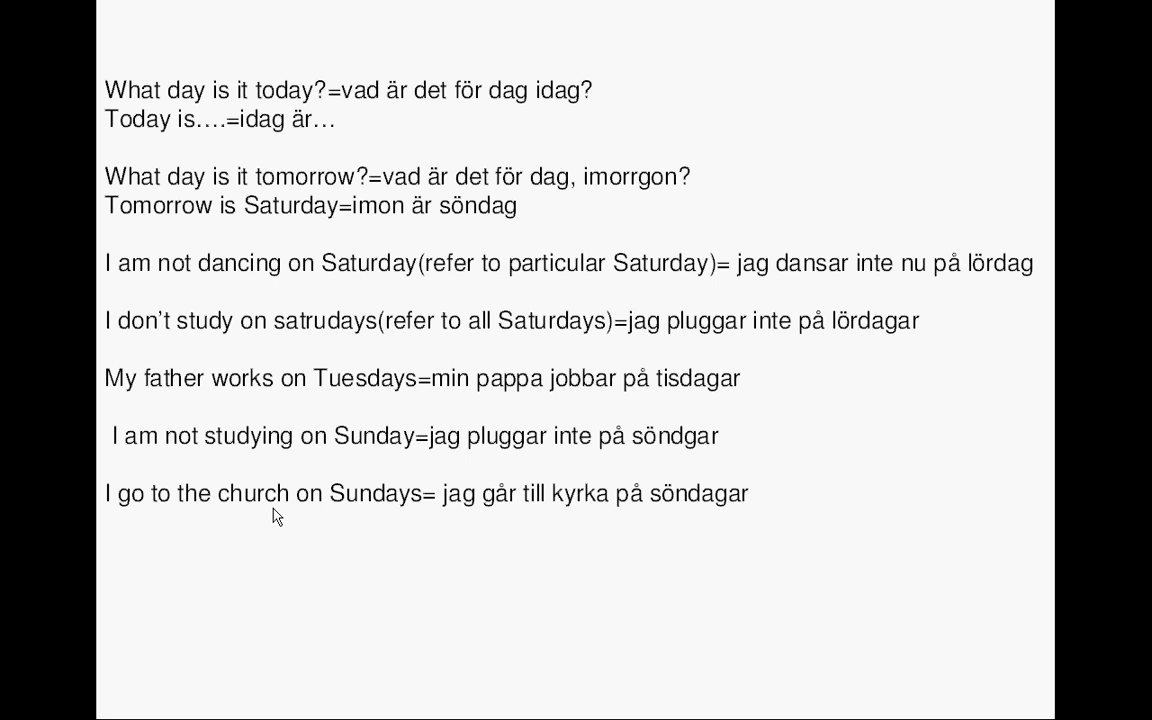 What day is it today?=vad är det för dag idag?
Today is….=idag är…
What day is it tomorrow?=vad är det för dag, imorrgon?
Tomorrow is Saturday=imon är söndag
I am not dancing on Saturday(refer to particular Saturday)= jag dansar inte nu på lördag
I don’t study on satrudays(refer to all Saturdays)=jag pluggar inte på lördagar
My father works on Tuesdays=min pappa jobbar på tisdagar
I am not studying on Sunday=jag pluggar inte på söndgar
I go to the church on Sundays= jag går till kyrka på söndagar